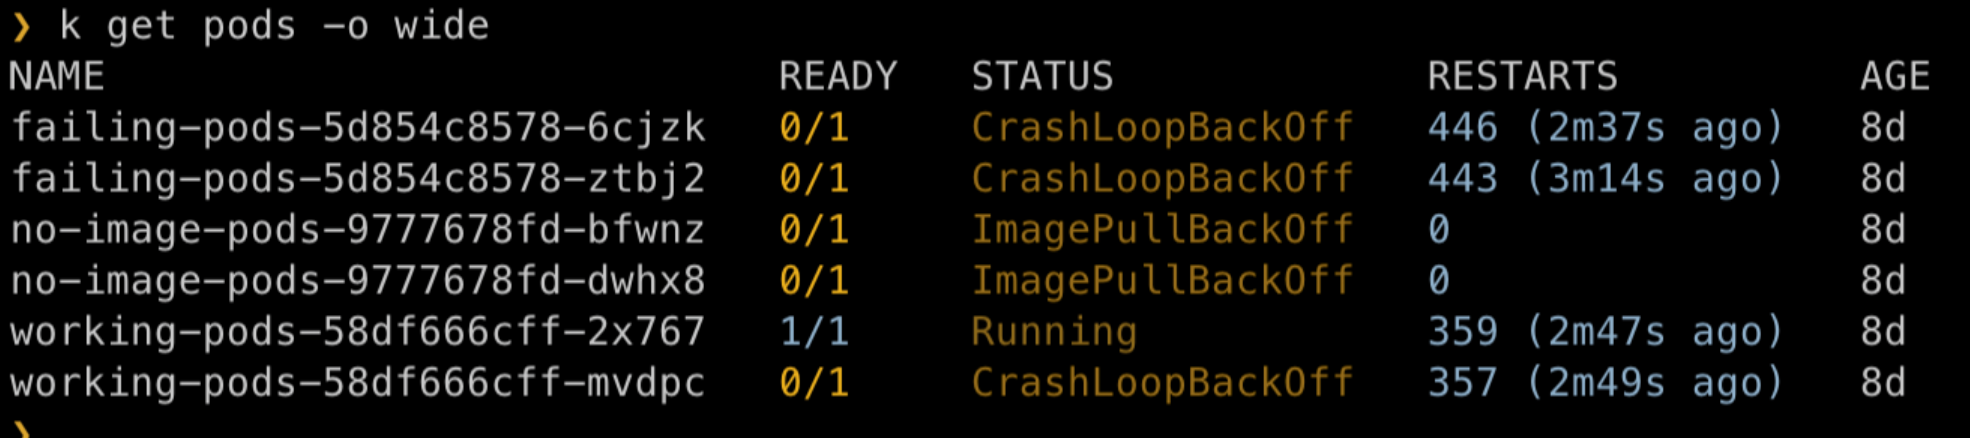 ❯ k get pods -o wide
NAME READY STATUS RESTARTS AGE
failing-pods-5d854c8578-6cjzk 0/1 CrashLoopBackOff 446 (2m37s ago) 8d
failing-pods-5d854c8578-ztbj2 0/1 CrashLoopBackOff 443 (3m14s ago) 8d
no-image-pods-9777678fd-bfwnz 0/1 ImagePullBackOff 0 8d
no-image-pods-9777678fd-dwhx8 0/1 ImagePullBackOff 0 8d
working-pods-58df666cff-2x767 1/1 Running 359 (2m47s ago) 8d
working-pods-58df666cff-mvdpc 0/1 CrashLoopBackOff 357 (2m49s ago) 8d
❯